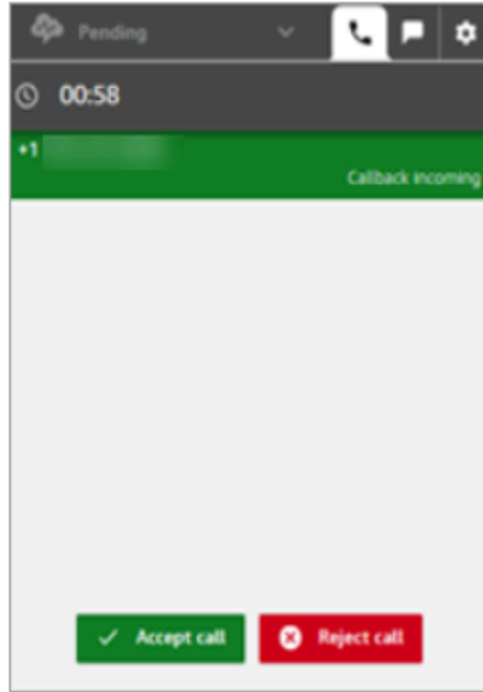 Pending
00:58
+1
Callback incoming
Accept call
Reject call